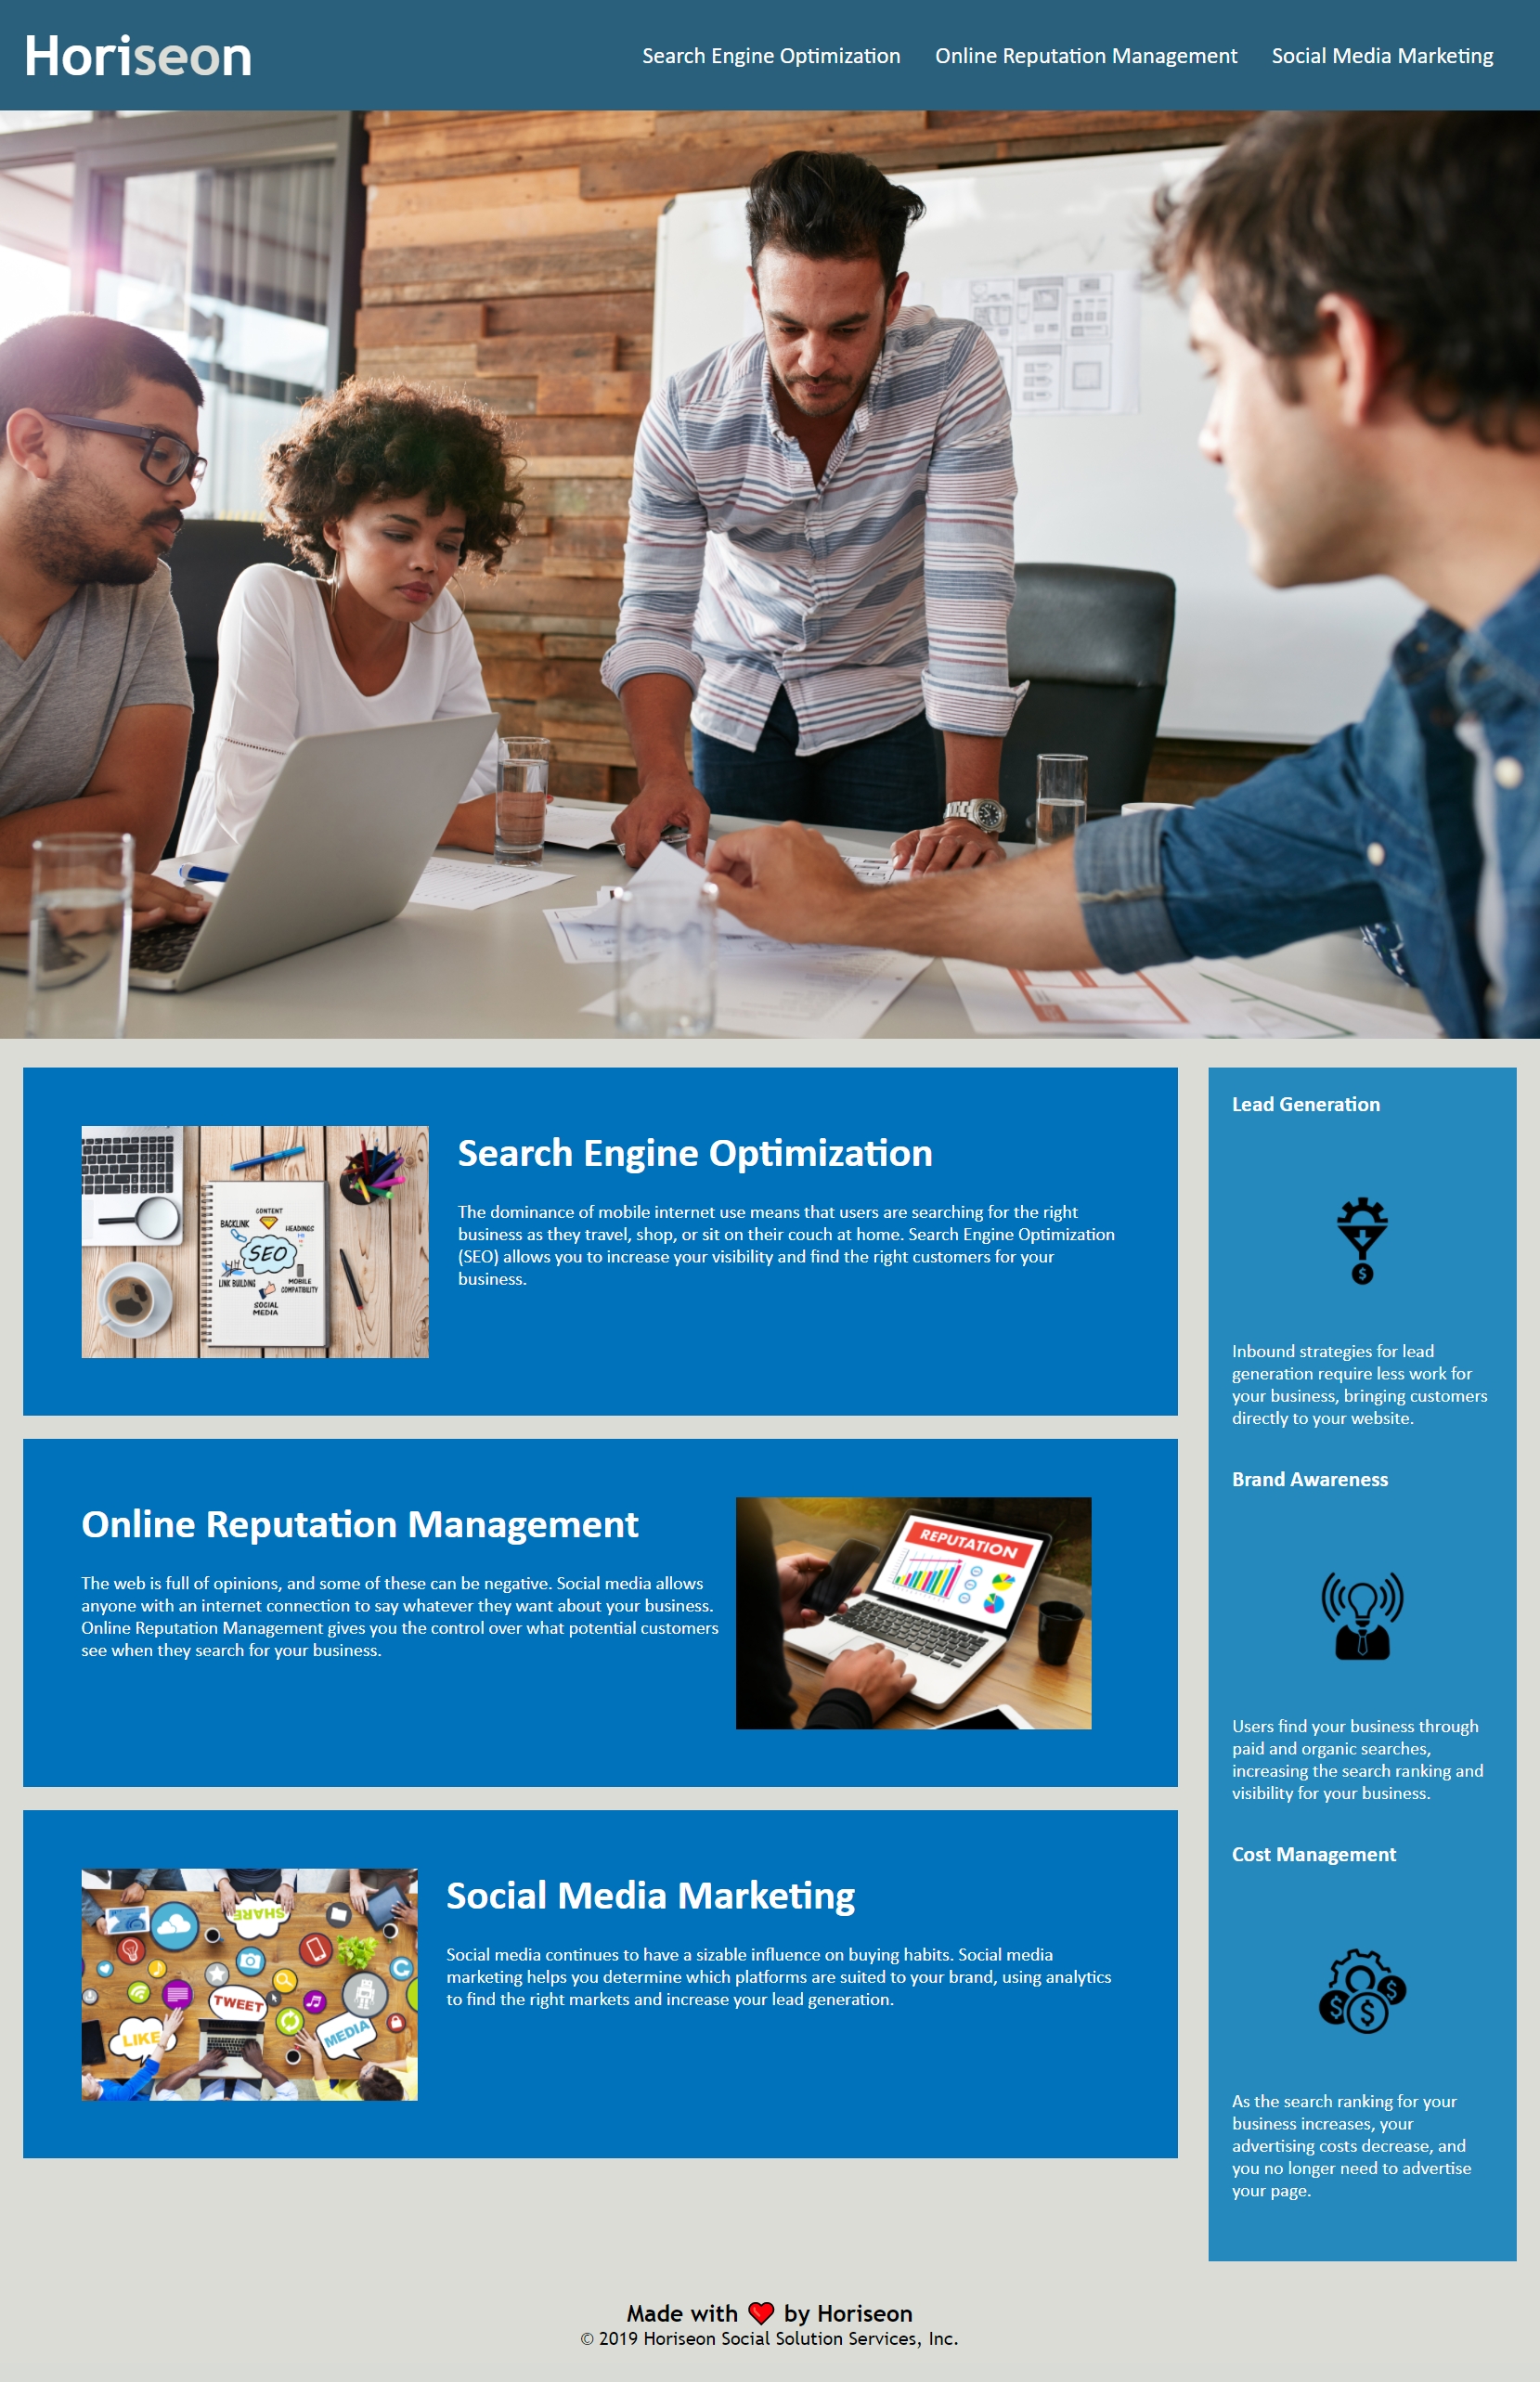 Horiseon
Search Engine Optimization
Online Reputation Management
Social Media Marketing
CONTENT
BACKLINK
HEADINGS
SEO
LINK BUILDING
MOBILE
COMPATIBILITY
SOCIAL
MEDIA
Search Engine Optimization
The dominance of mobile internet use means that users are searching for the right
business as they travel, shop, or sit on their couch at home. Search Engine Optimization
(SEO) allows you to increase your visibility and find the right customers for your
business.
Online Reputation Management
The web is full of opinions, and some of these can be negative. Social media allows
anyone with an internet connection to say whatever they want about your business.
Online Reputation Management gives you the control over what potential customers
see when they search for your business.
REPUTATION
SHARE
TWEET
LIKE
MEDIA
Social Media Marketing
Social media continues to have a sizable influence on buying habits. Social media
marketing helps you determine which platforms are suited to your brand, using analytics
to find the right markets and increase your lead generation.
Lead Generation
$
Inbound strategies for lead
generation require less work for
your business, bringing customers
directly to your website.
Brand Awareness
Users find your business through
paid and organic searches,
increasing the search ranking and
visibility for your business.
Cost Management
$ $ $
As the search ranking for your
business increases, your
advertising costs decrease, and
you no longer need to advertise
your page.
Made with ❤️ by Horiseon
© 2019 Horiseon Social Solution Services, Inc.